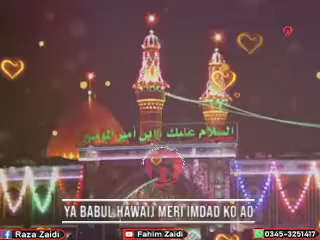 السلام عليك يا ابن أمير المؤمنين
YA BABUL HAWAIJ MERI IMDAD KO AO
Raza Zaidi
Fahim Zaidi
0345-3251417